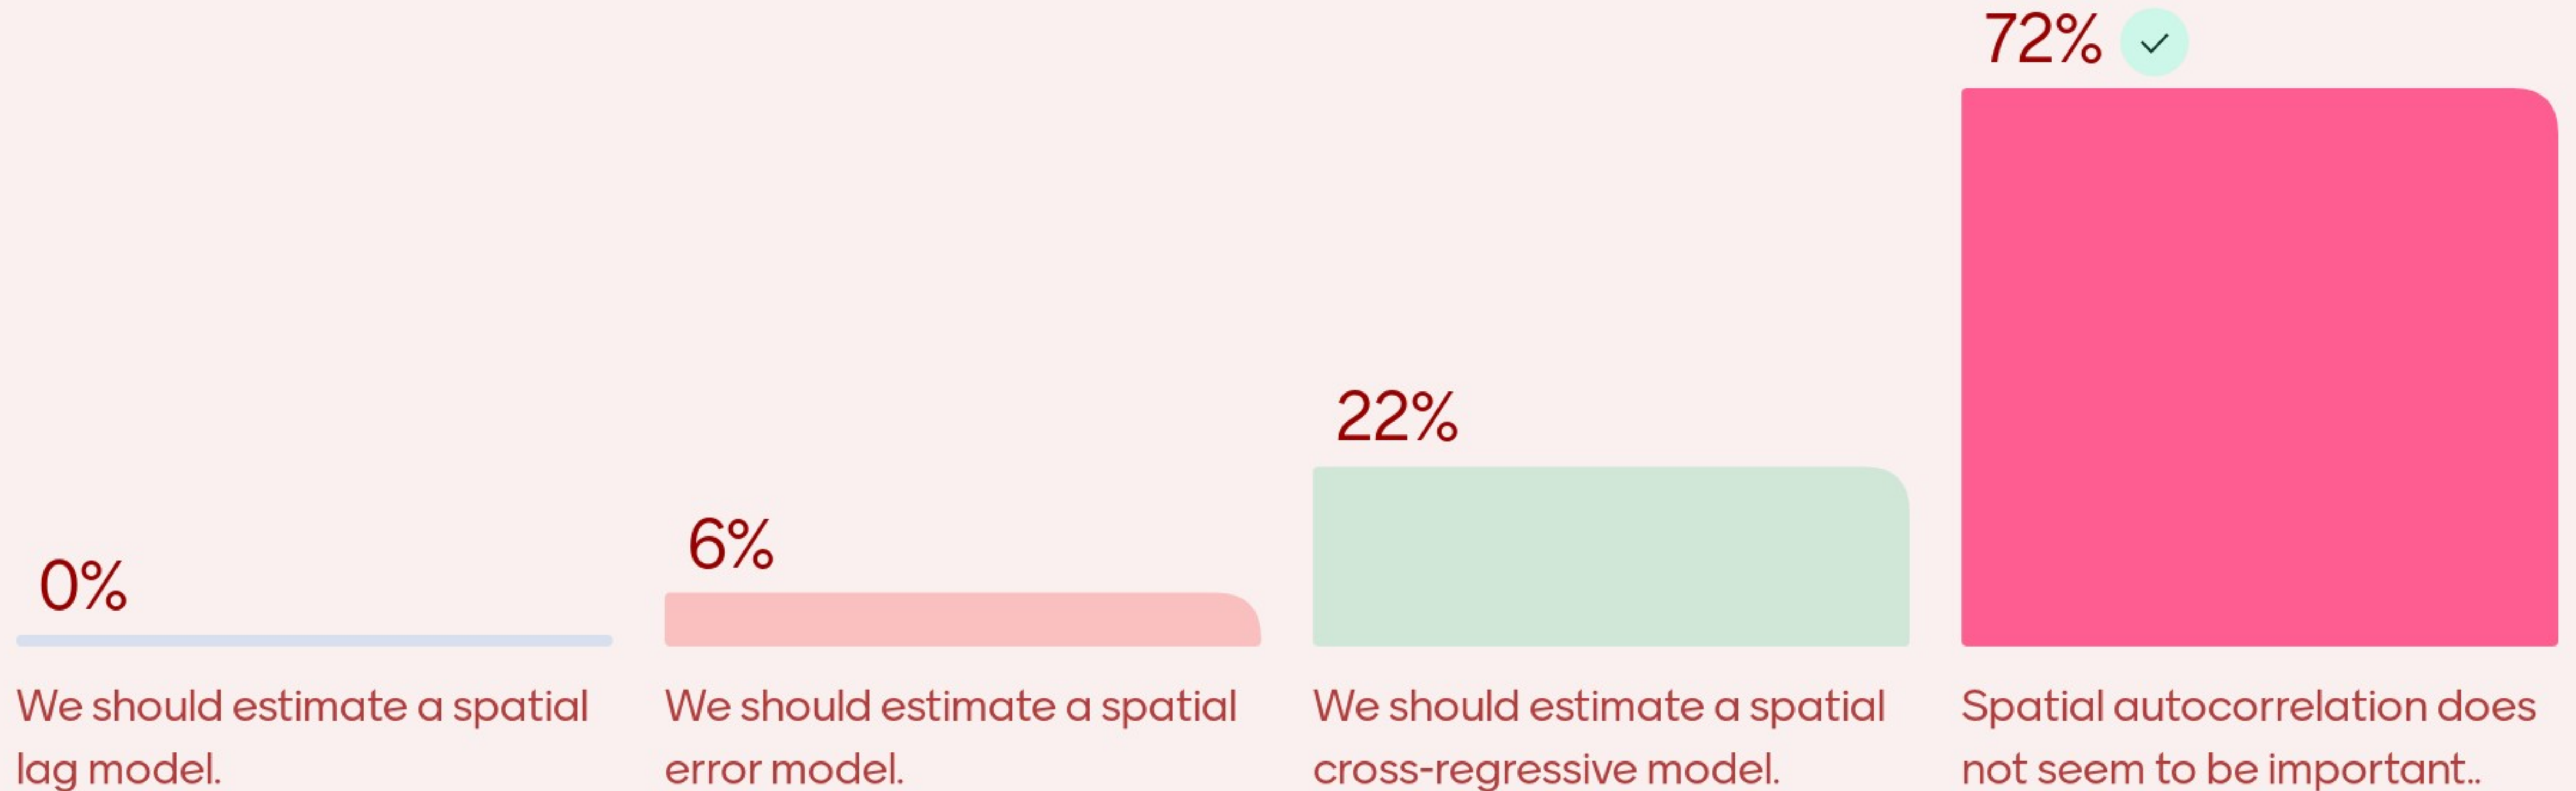 0%
We should estimate a spatial
lag model.
6%
We should estimate a spatial
error model.
22%
We should estimate a spatial
cross-regressive model.
72%
Spatial autocorrelation does
not seem to be important..